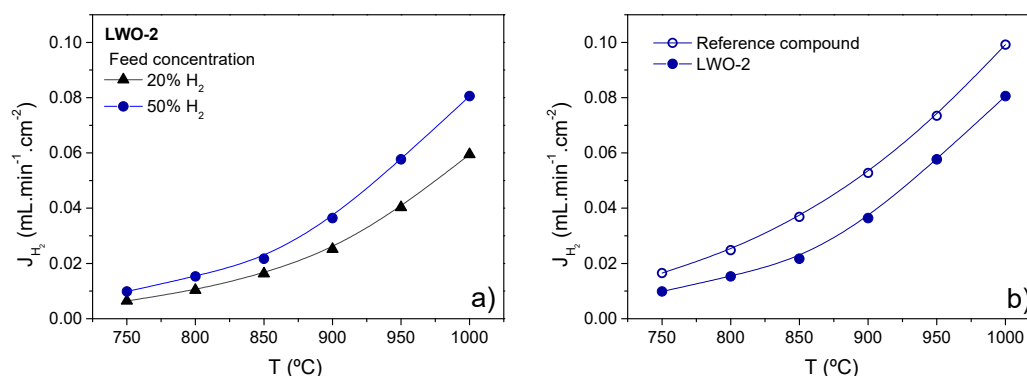 LWO-2
Feed concentration
20% H₂
50% H₂
0.10
0.08
0.06
0.04
0.02
0.00
J_H₂ (mL.min⁻¹.cm⁻²)
750 800 850 900 950 1000
T (ºC)
a)
Reference compound
LWO-2
0.10
0.08
0.06
0.04
0.02
0.00
J_H₂ (mL.min⁻¹.cm⁻²)
750 800 850 900 950 1000
T (ºC)
b)